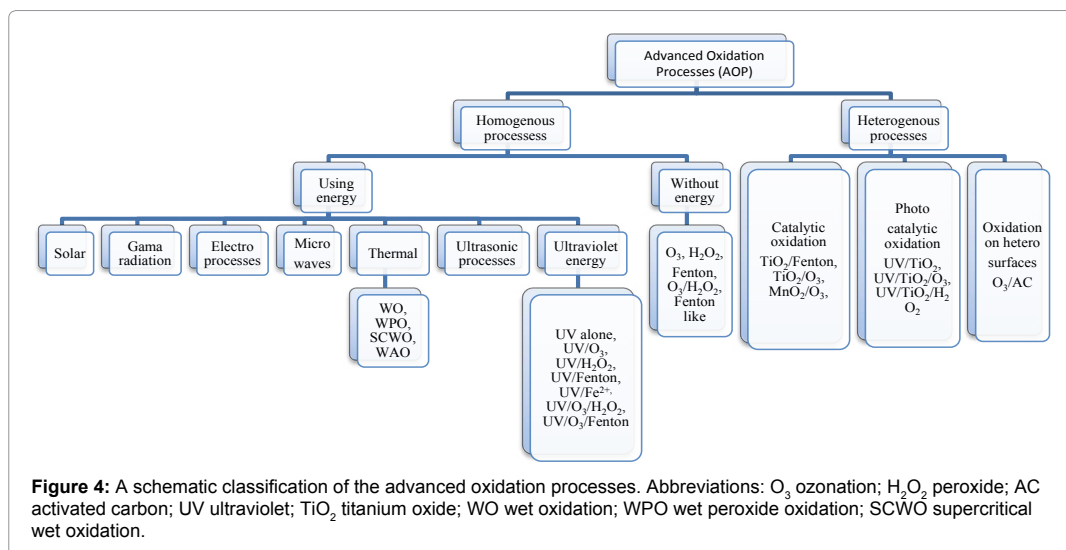 Advanced Oxidation
Processes (AOP)
Homogenous
processess
Heterogenous
processes
Using
energy
Without
energy
Solar
Gama
radiation
Electro
processes
Micro
waves
Thermal
Ultrasonic
processes
Ultraviolet
energy
WO,
WPO,
SCWO,
WAO
UV alone,
UV/O₃,
UV/H₂O₂,
UV/Fenton,
UV/Fe²⁺,
UV/O₃/H₂O₂,
UV/O₃/Fenton
O₃, H₂O₂,
Fenton,
O₃/H₂O₂,
Fenton
like
Catalytic
oxidation
TiO₂/Fenton,
TiO₂/O₃,
MnO₂/O₃,
Photo
catalytic
oxidation
UV/TiO₂,
UV/TiO₂/O₃,
UV/TiO₂/H₂
O₂
Oxidation
on hetero
surfaces
O₃/AC
Figure 4: A schematic classification of the advanced oxidation processes. Abbreviations: O₃ ozonation; H₂O₂ peroxide; AC
activated carbon; UV ultraviolet; TiO₂ titanium oxide; WO wet oxidation; WPO wet peroxide oxidation; SCWO supercritical
wet oxidation.